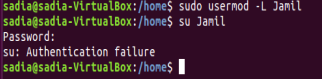 sadia@sadia-VirtualBox:/home$ sudo usermod -L Jamil
sadia@sadia-VirtualBox:/home$ su Jamil
Password:
su: Authentication failure
sadia@sadia-VirtualBox:/home$